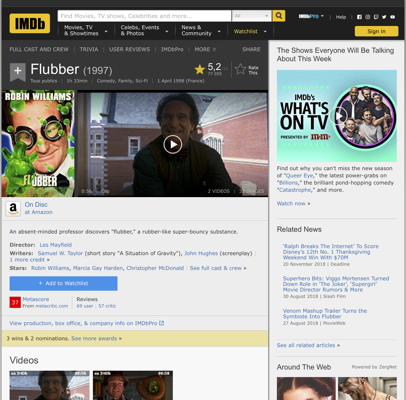 IMDb
Find Movies, TV shows, Celebrities and more...
All
IMDbPro
Help
Movies, TV & Showtimes
Celebs, Events & Photos
News & Community
Watchlist
Sign in
FULL CAST AND CREW | TRIVIA | USER REVIEWS | IMDbPro | MORE
SHARE
Flubber (1997)
5,2
Rate This
Tous publics | 1h 33min | Comedy, Family, Sci-Fi | 1 April 1998 (France)
ROBIN WILLIAMS
FLUBBER
2 VIDEOS
On Disc
at Amazon
An absent-minded professor discovers "flubber," a rubber-like super-bouncy substance.
Director: Les Mayfield
Writers: Samuel W. Taylor (short story "A Situation of Gravity"), John Hughes (screenplay)
1 more credit »
Stars: Robin Williams, Marcia Gay Harden, Christopher McDonald | See full cast & crew »
+ Add to Watchlist
37
Metascore
From metacritic.com
Reviews
69 user | 57 critic
View production, box office, & company info on IMDbPro
3 wins & 2 nominations. See more awards »
Videos
The Shows Everyone Will Be Talking About This Week
IMDb's
WHAT'S ON TV
PRESENTED BY m&m's
Find out why you can't miss the new season of "Queer Eye," the latest power-grabs on "Billions," the brilliant pond-hopping comedy "Catastrophe," and more.
Watch now »
Related News
'Ralph Breaks The Internet' To Score Disney's 12th No. 1 Thanksgiving Weekend Win With $70M
20 November 2018 | Deadline
Superhero Bits: Viggo Mortensen Turned Down Role in 'The Joker', 'Supergirl' Movie Director Rumors & More
30 August 2018 | Slash Film
Venom Mashup Trailer Turns the Symbiote Into Flubber
27 August 2018 | MovieWeb
See all related articles »
Around The Web
Powered by ZergNet